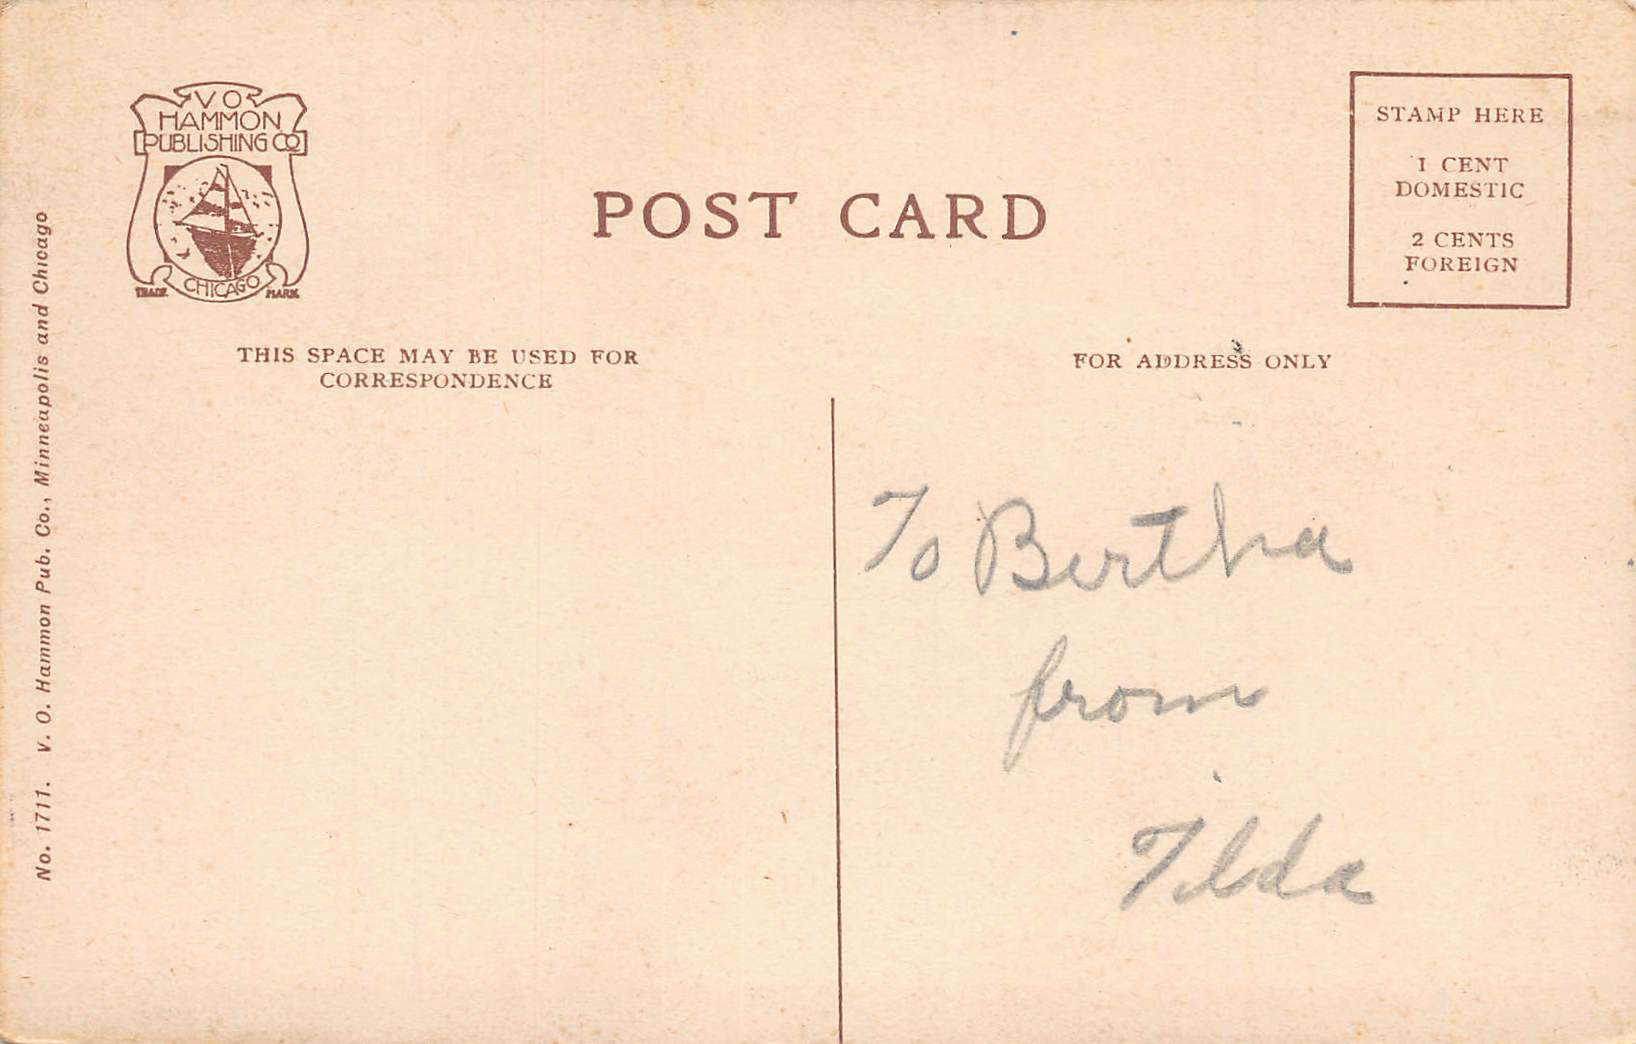 V O
HAMMON
PUBLISHING CO
CHICAGO
TRADE MARK
POST CARD
STAMP HERE
1 CENT
DOMESTIC
2 CENTS
FOREIGN
THIS SPACE MAY BE USED FOR
CORRESPONDENCE
FOR ADDRESS ONLY
To Bertha
from
Tilda
No. 1711. V. O. Hammon Pub. Co., Minneapolis and Chicago